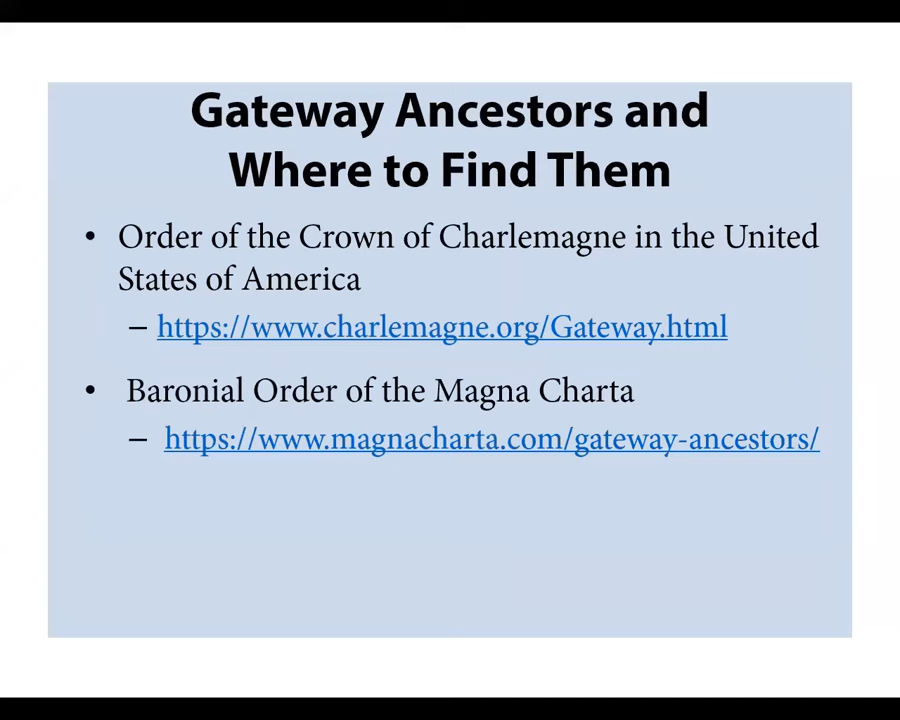 Gateway Ancestors and
Where to Find Them
• Order of the Crown of Charlemagne in the United
States of America
– https://www.charlemagne.org/Gateway.html
• Baronial Order of the Magna Charta
– https://www.magnacharta.com/gateway-ancestors/